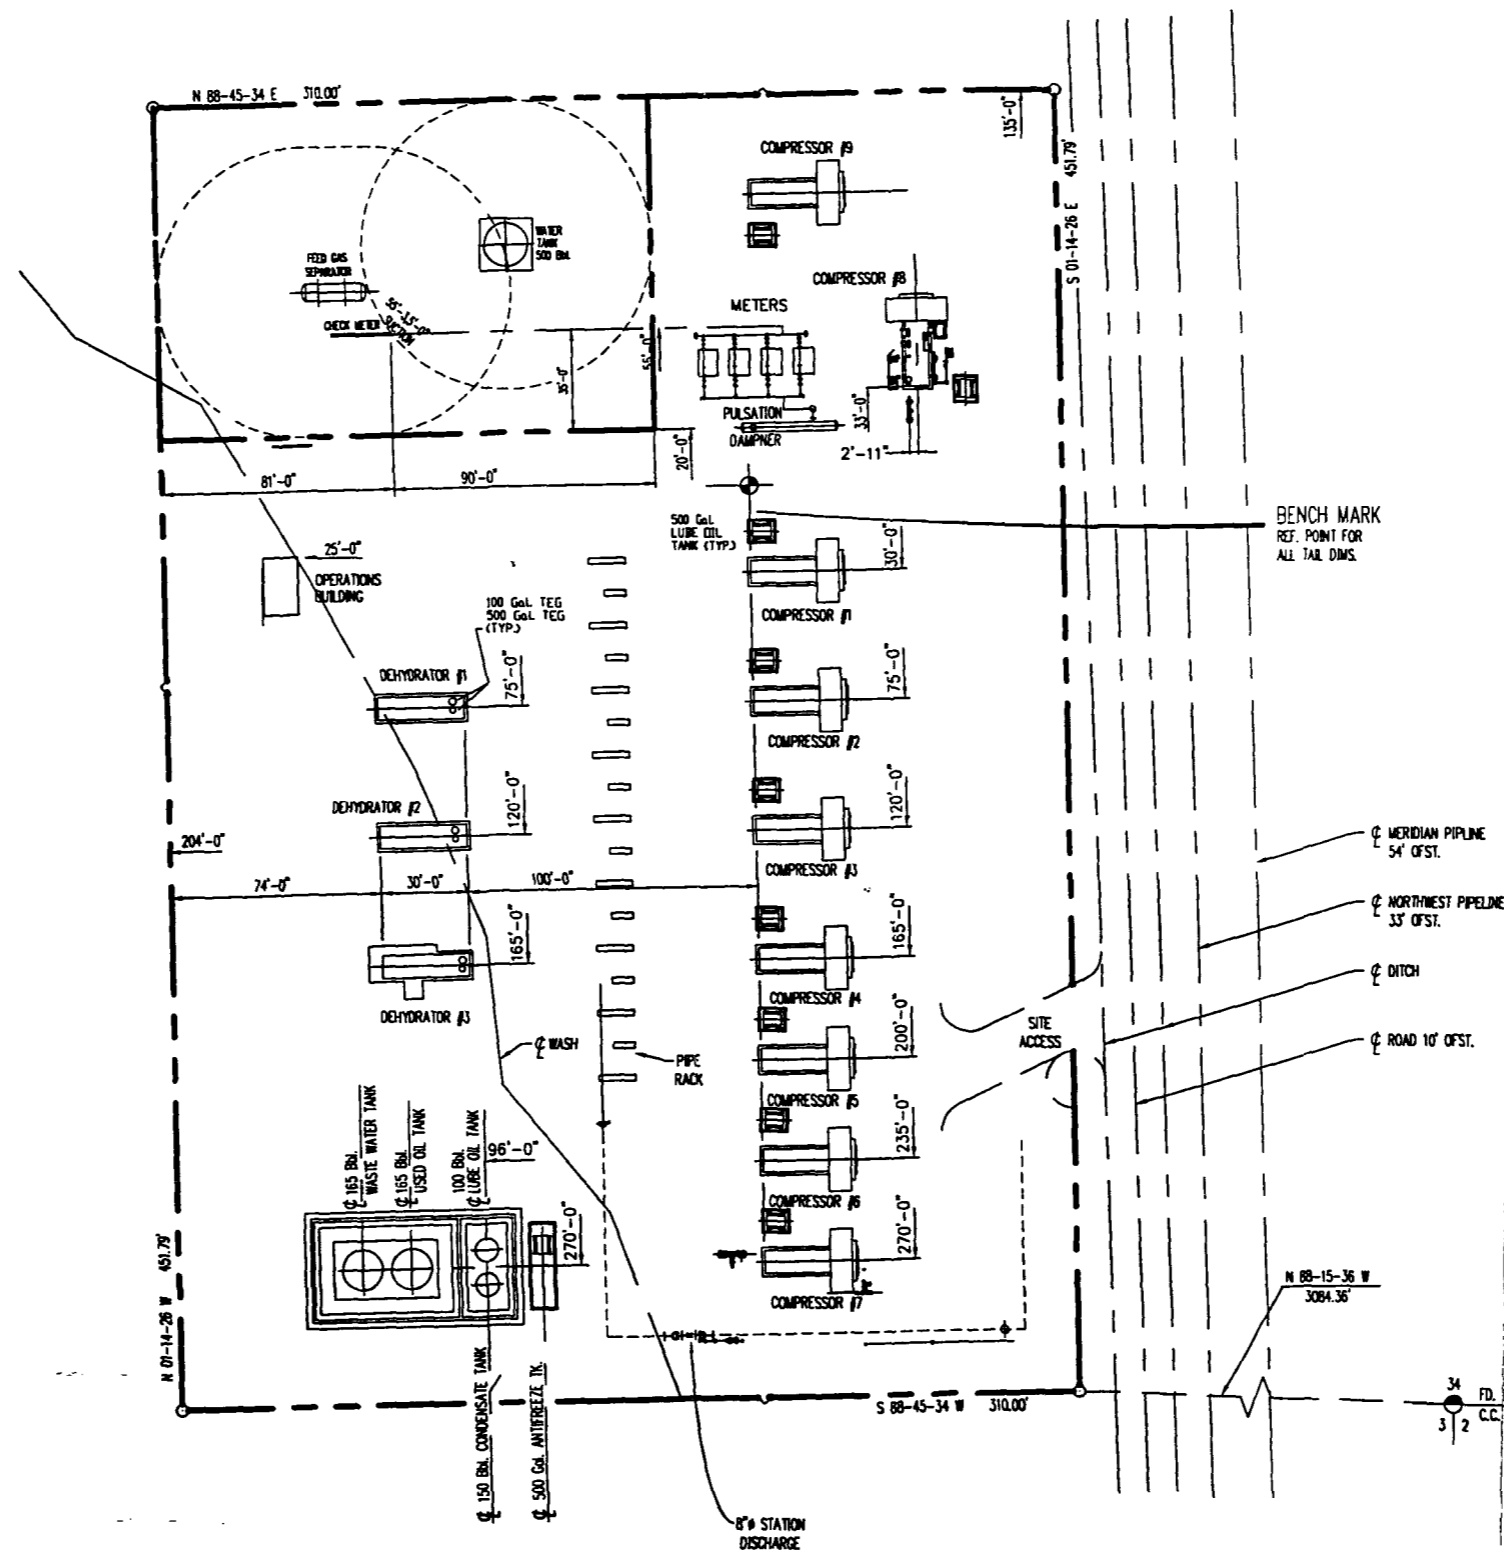 N 88-45-34 E 310.00'
135'-0"
S 01-14-26 E 451.79'
COMPRESSOR #9
WATER
TANK
500 Bbl.
FEED GAS
SEPARATOR
CHECK METER
SUCTION
35'-0"
55'-0"
METERS
COMPRESSOR #8
PULSATION
DAMPNER
33'-0"
2'-11"
20'-0"
81'-0"
90'-0"
500 Gal.
LUBE OIL
TANK (TYP.)
BENCH MARK
REF. POINT FOR
ALL TAIL DIMS.
25'-0"
OPERATIONS
BUILDING
30'-0"
COMPRESSOR #1
100 Gal. TEG
500 Gal. TEG
(TYP.)
DEHYDRATOR #1
75'-0"
75'-0"
COMPRESSOR #2
DEHYDRATOR #2
120'-0"
120'-0"
COMPRESSOR #3
204'-0"
74'-0"
30'-0"
100'-0"
℄ MERIDIAN PIPLINE
54' OFST.
℄ NORTHWEST PIPELINE
33' OFST.
165'-0"
165'-0"
COMPRESSOR #4
DEHYDRATOR #3
℄ DITCH
SITE
ACCESS
200'-0"
℄ WASH
PIPE
RACK
℄ ROAD 10' OFST.
COMPRESSOR #5
235'-0"
℄ 165 Bbl.
WASTE WATER TANK
℄ 165 Bbl.
USED OIL TANK
100 Bbl.
℄ LUBE OIL TANK
96'-0"
COMPRESSOR #6
270'-0"
270'-0"
COMPRESSOR #7
N 01-14-26 W 451.79'
N 88-15-36 W
3084.36'
℄ 150 Bbl. CONDENSATE TANK
℄ 500 Gal. ANTIFREEZE TK.
S 88-45-34 W 310.00'
34
FD.
C.C.
3 2
8"ø STATION
DISCHARGE